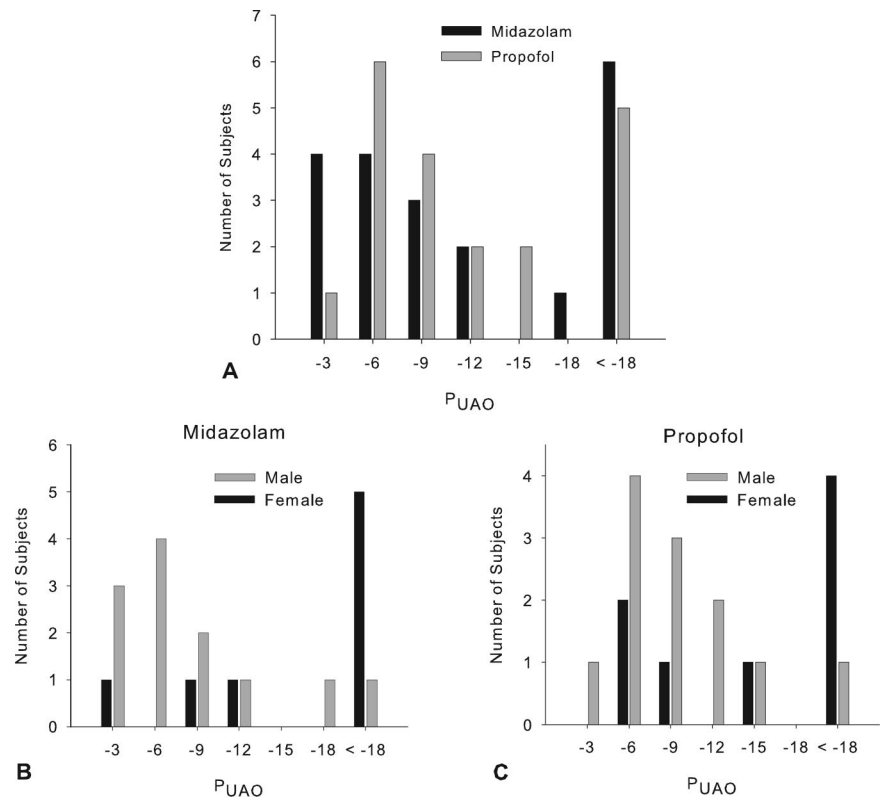 7
6
5
4
3
2
1
0
Number of Subjects
Midazolam
Propofol
-3 -6 -9 -12 -15 -18 < -18
A
PUAO
Midazolam
6
5
4
3
2
1
0
Number of Subjects
Male
Female
-3 -6 -9 -12 -15 -18 < -18
B
PUAO
Propofol
4
3
2
1
0
Number of Subjects
Male
Female
-3 -6 -9 -12 -15 -18 < -18
C
PUAO